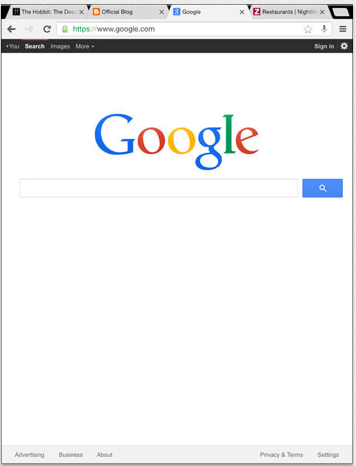 The Hobbit: The Deso
Official Blog
Google
Restaurants | Nightli
https://www.google.com
+You Search Images More
Sign in
Google
Advertising Business About
Privacy & Terms Settings